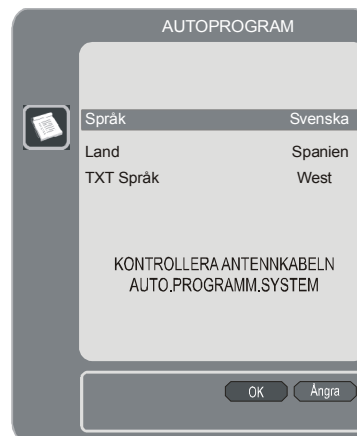 AUTOPROGRAM
Språk Svenska
Land Spanien
TXT Språk West
KONTROLLERA ANTENNKABELN
AUTO.PROGRAMM.SYSTEM
OK Ångra